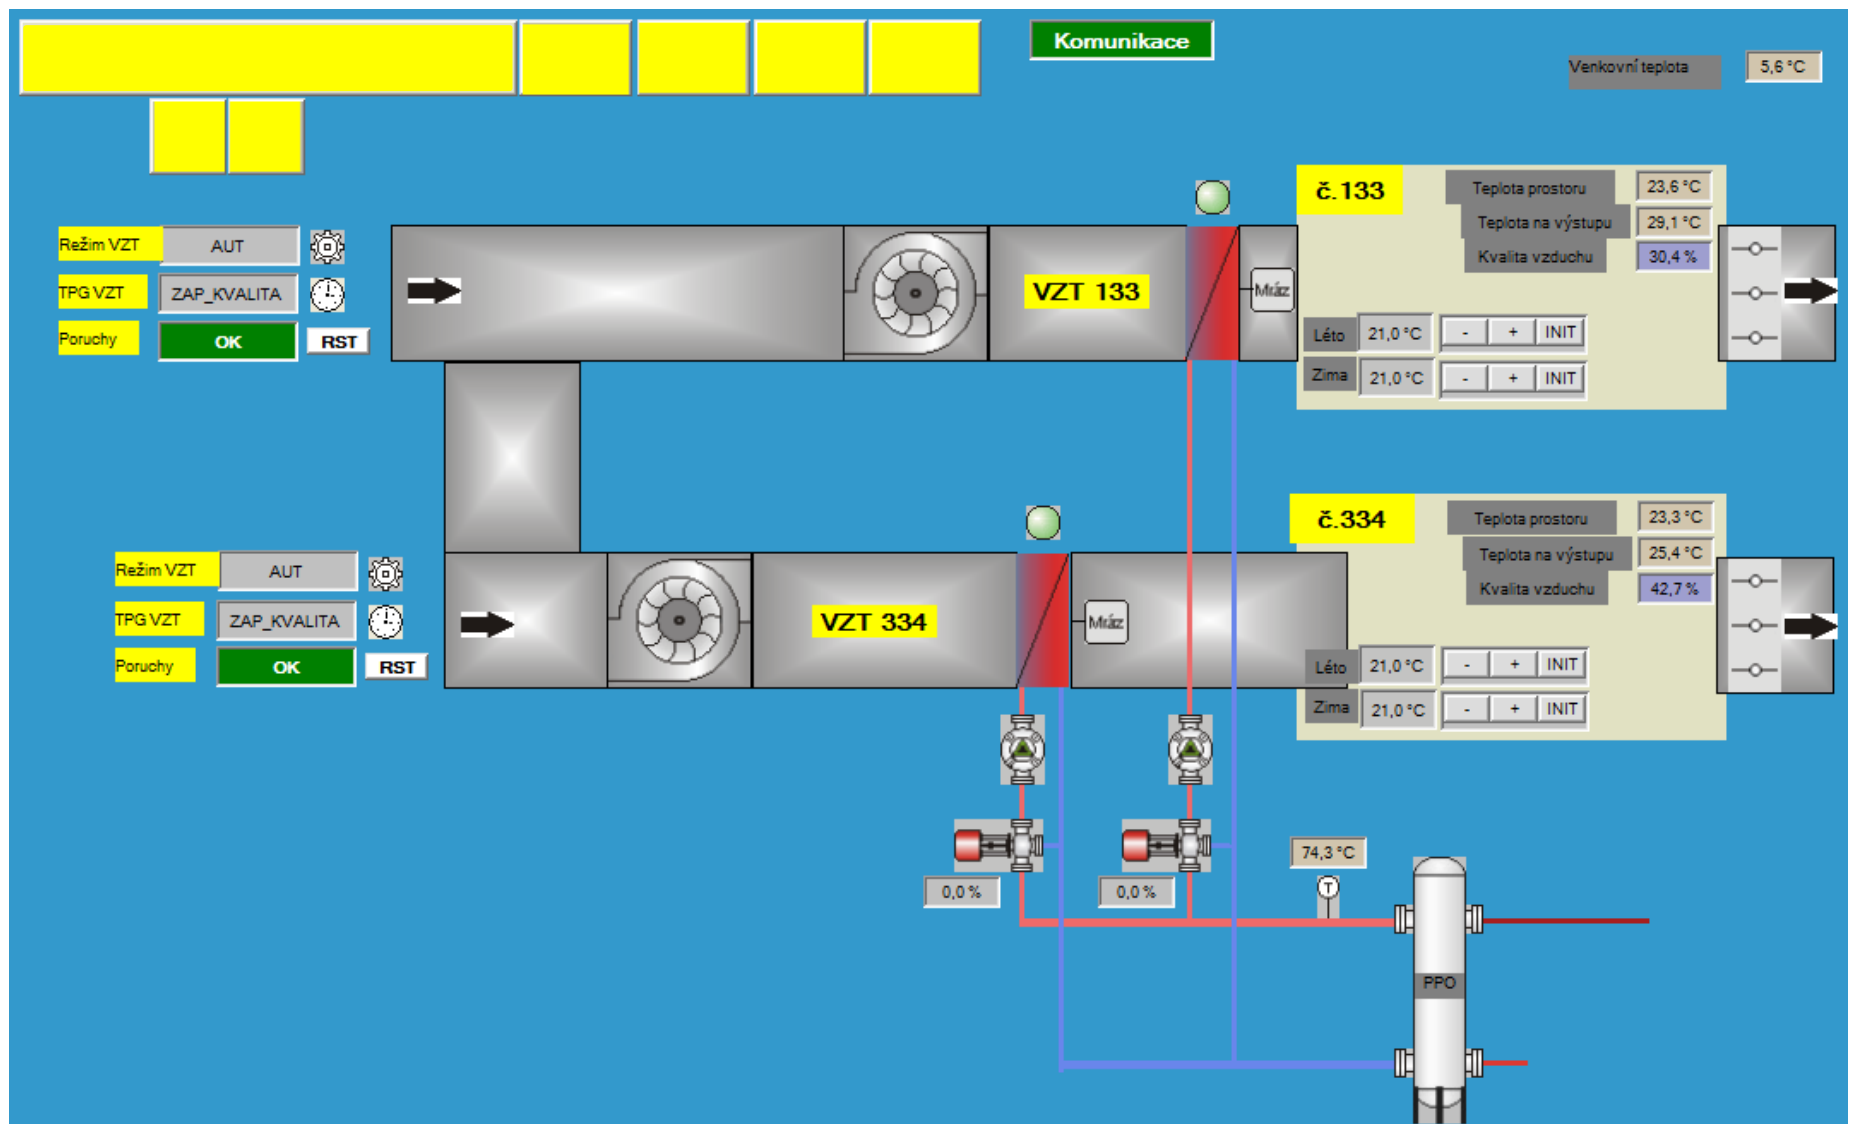 Komunikace
Venkovní teplota 5,6 °C
č.133
Teplota prostoru 23,6 °C
Teplota na výstupu 29,1 °C
Kvalita vzduchu 30,4 %
Režim VZT AUT
TPG VZT ZAP_KVALITA
Poruchy OK RST
VZT 133
Mráz
Léto 21,0 °C - + INIT
Zima 21,0 °C - + INIT
č.334
Teplota prostoru 23,3 °C
Teplota na výstupu 25,4 °C
Kvalita vzduchu 42,7 %
Režim VZT AUT
TPG VZT ZAP_KVALITA
Poruchy OK RST
VZT 334
Mráz
Léto 21,0 °C - + INIT
Zima 21,0 °C - + INIT
74,3 °C
T
0,0 %
0,0 %
PPO